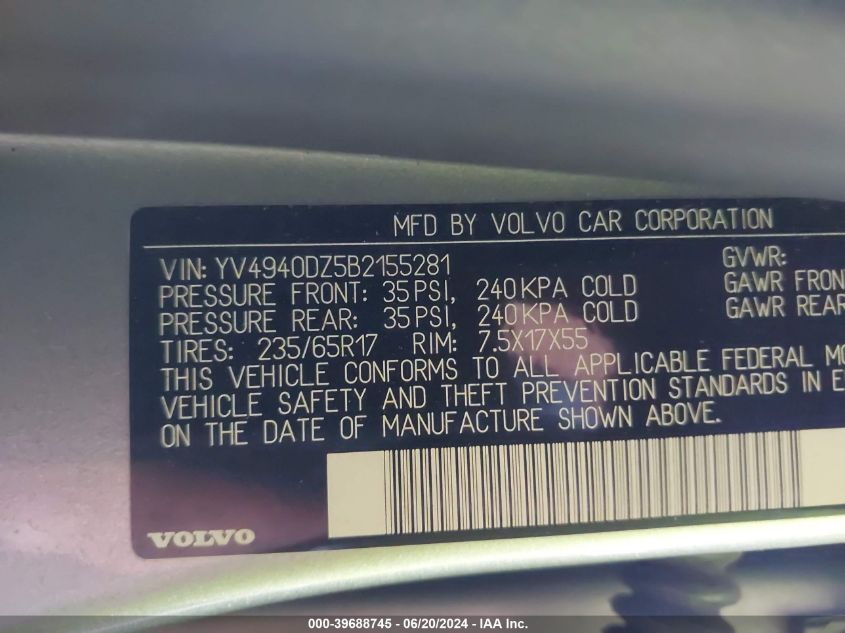 MFD BY VOLVO CAR CORPORATION
VIN: YV4940DZ5B2155281 GVWR:
PRESSURE FRONT: 35PSI, 240KPA COLD GAWR FRON
PRESSURE REAR: 35PSI, 240KPA COLD GAWR REAR
TIRES: 235/65R17 RIM: 7.5X17X55
THIS VEHICLE CONFORMS TO ALL APPLICABLE FEDERAL MO
VEHICLE SAFETY AND THEFT PREVENTION STANDARDS IN E
ON THE DATE OF MANUFACTURE SHOWN ABOVE.
VOLVO
000-39688745 - 06/20/2024 - IAA Inc.